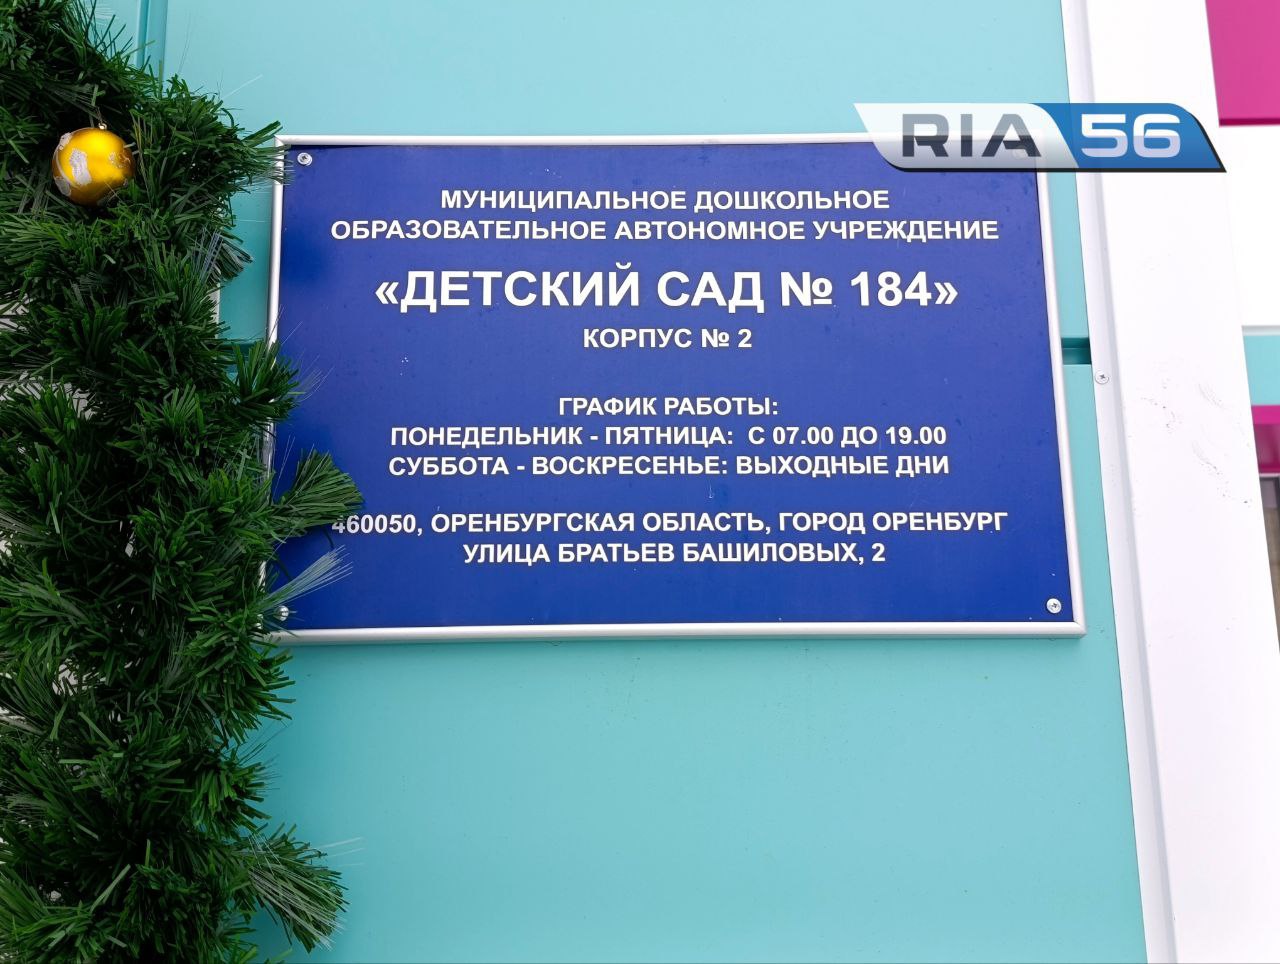 RIA 56
МУНИЦИПАЛЬНОЕ ДОШКОЛЬНОЕ
ОБРАЗОВАТЕЛЬНОЕ АВТОНОМНОЕ УЧРЕЖДЕНИЕ
«ДЕТСКИЙ САД № 184»
КОРПУС № 2
ГРАФИК РАБОТЫ:
ПОНЕДЕЛЬНИК - ПЯТНИЦА: С 07.00 ДО 19.00
СУББОТА - ВОСКРЕСЕНЬЕ: ВЫХОДНЫЕ ДНИ
460050, ОРЕНБУРГСКАЯ ОБЛАСТЬ, ГОРОД ОРЕНБУРГ
УЛИЦА БРАТЬЕВ БАШИЛОВЫХ, 2